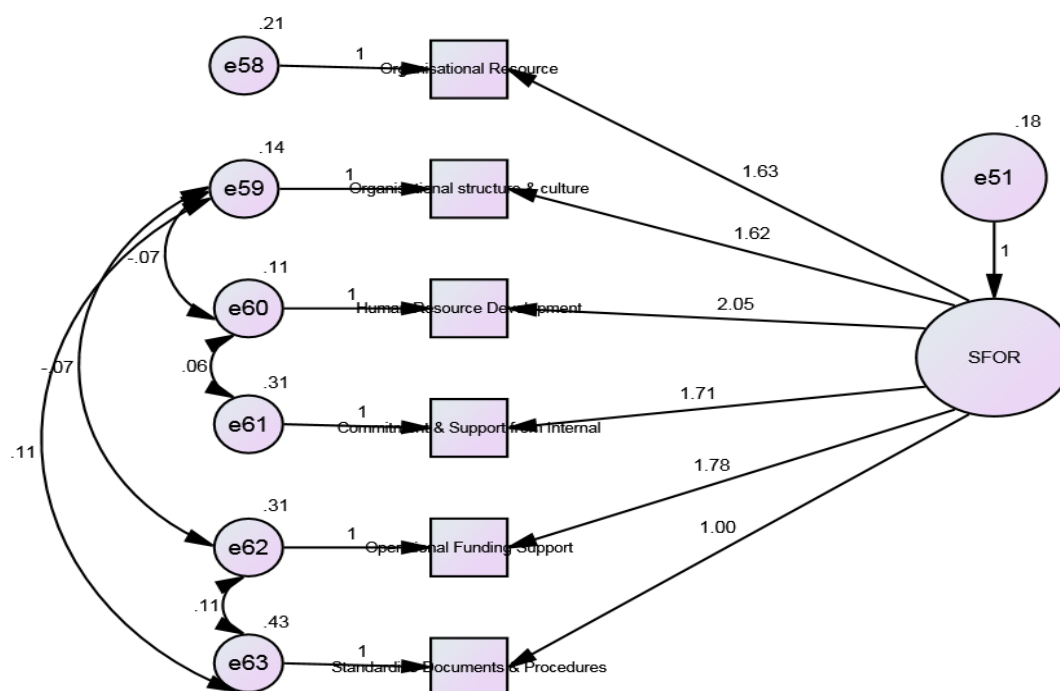 .21
e58
1
Organisational Resource
.18
e51
1
1.63
.14
e59
1
Organisational structure & culture
1.62
-.07
.11
e60
1
Human Resource Development
2.05
SFOR
-.07
.06
.31
e61
1
Commitment & Support from Internal
1.71
.11
1.78
.31
e62
1
Operational Funding Support
1.00
.11
.43
e63
1
Standardise Documents & Procedures